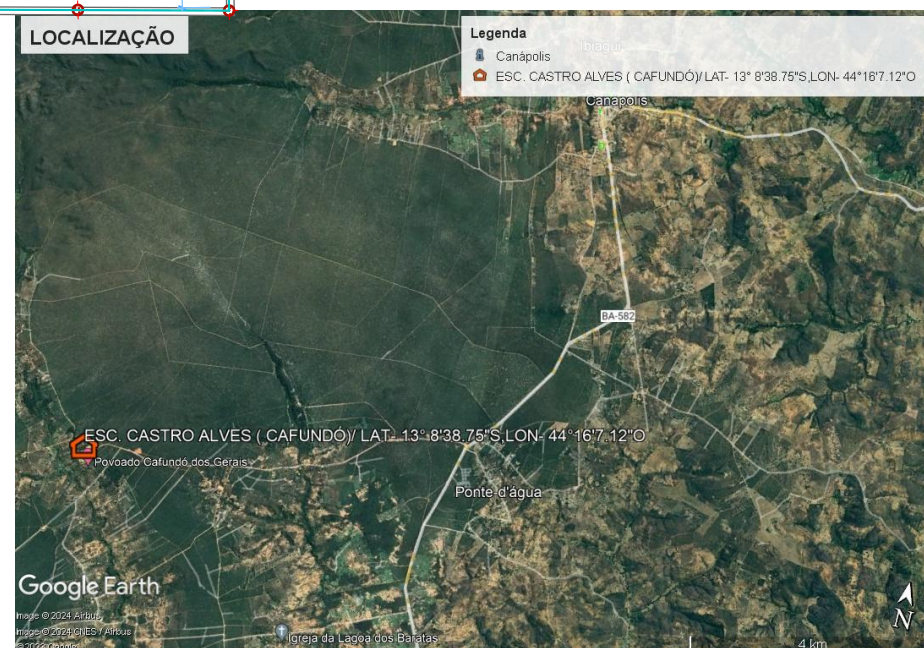 LOCALIZAÇÃO
Legenda
Ibiagui
Canápolis
ESC. CASTRO ALVES ( CAFUNDÓ)/ LAT- 13° 8'38.75"S,LON- 44°16'7.12"O
Canápolis
BA-582
ESC. CASTRO ALVES ( CAFUNDÓ)/ LAT- 13° 8'38.75"S,LON- 44°16'7.12"O
Povoado Cafundó dos Gerais
Ponte d'água
Google Earth
Image © 2024 Airbus
Image © 2024 CNES / Airbus
Igreja da Lagoa dos Baratas
4 km
N